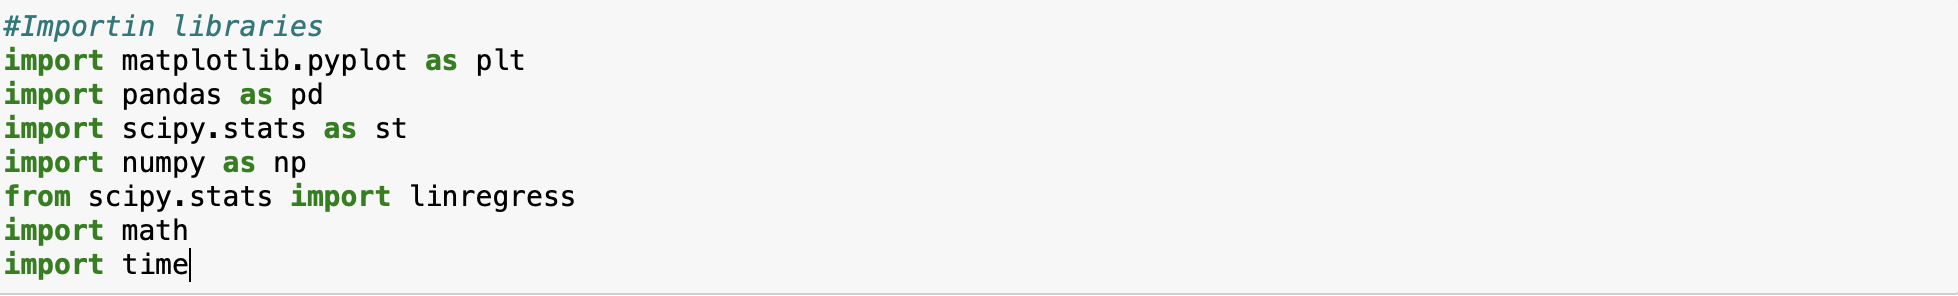 #Importin libraries
import matplotlib.pyplot as plt
import pandas as pd
import scipy.stats as st
import numpy as np
from scipy.stats import linregress
import math
import time